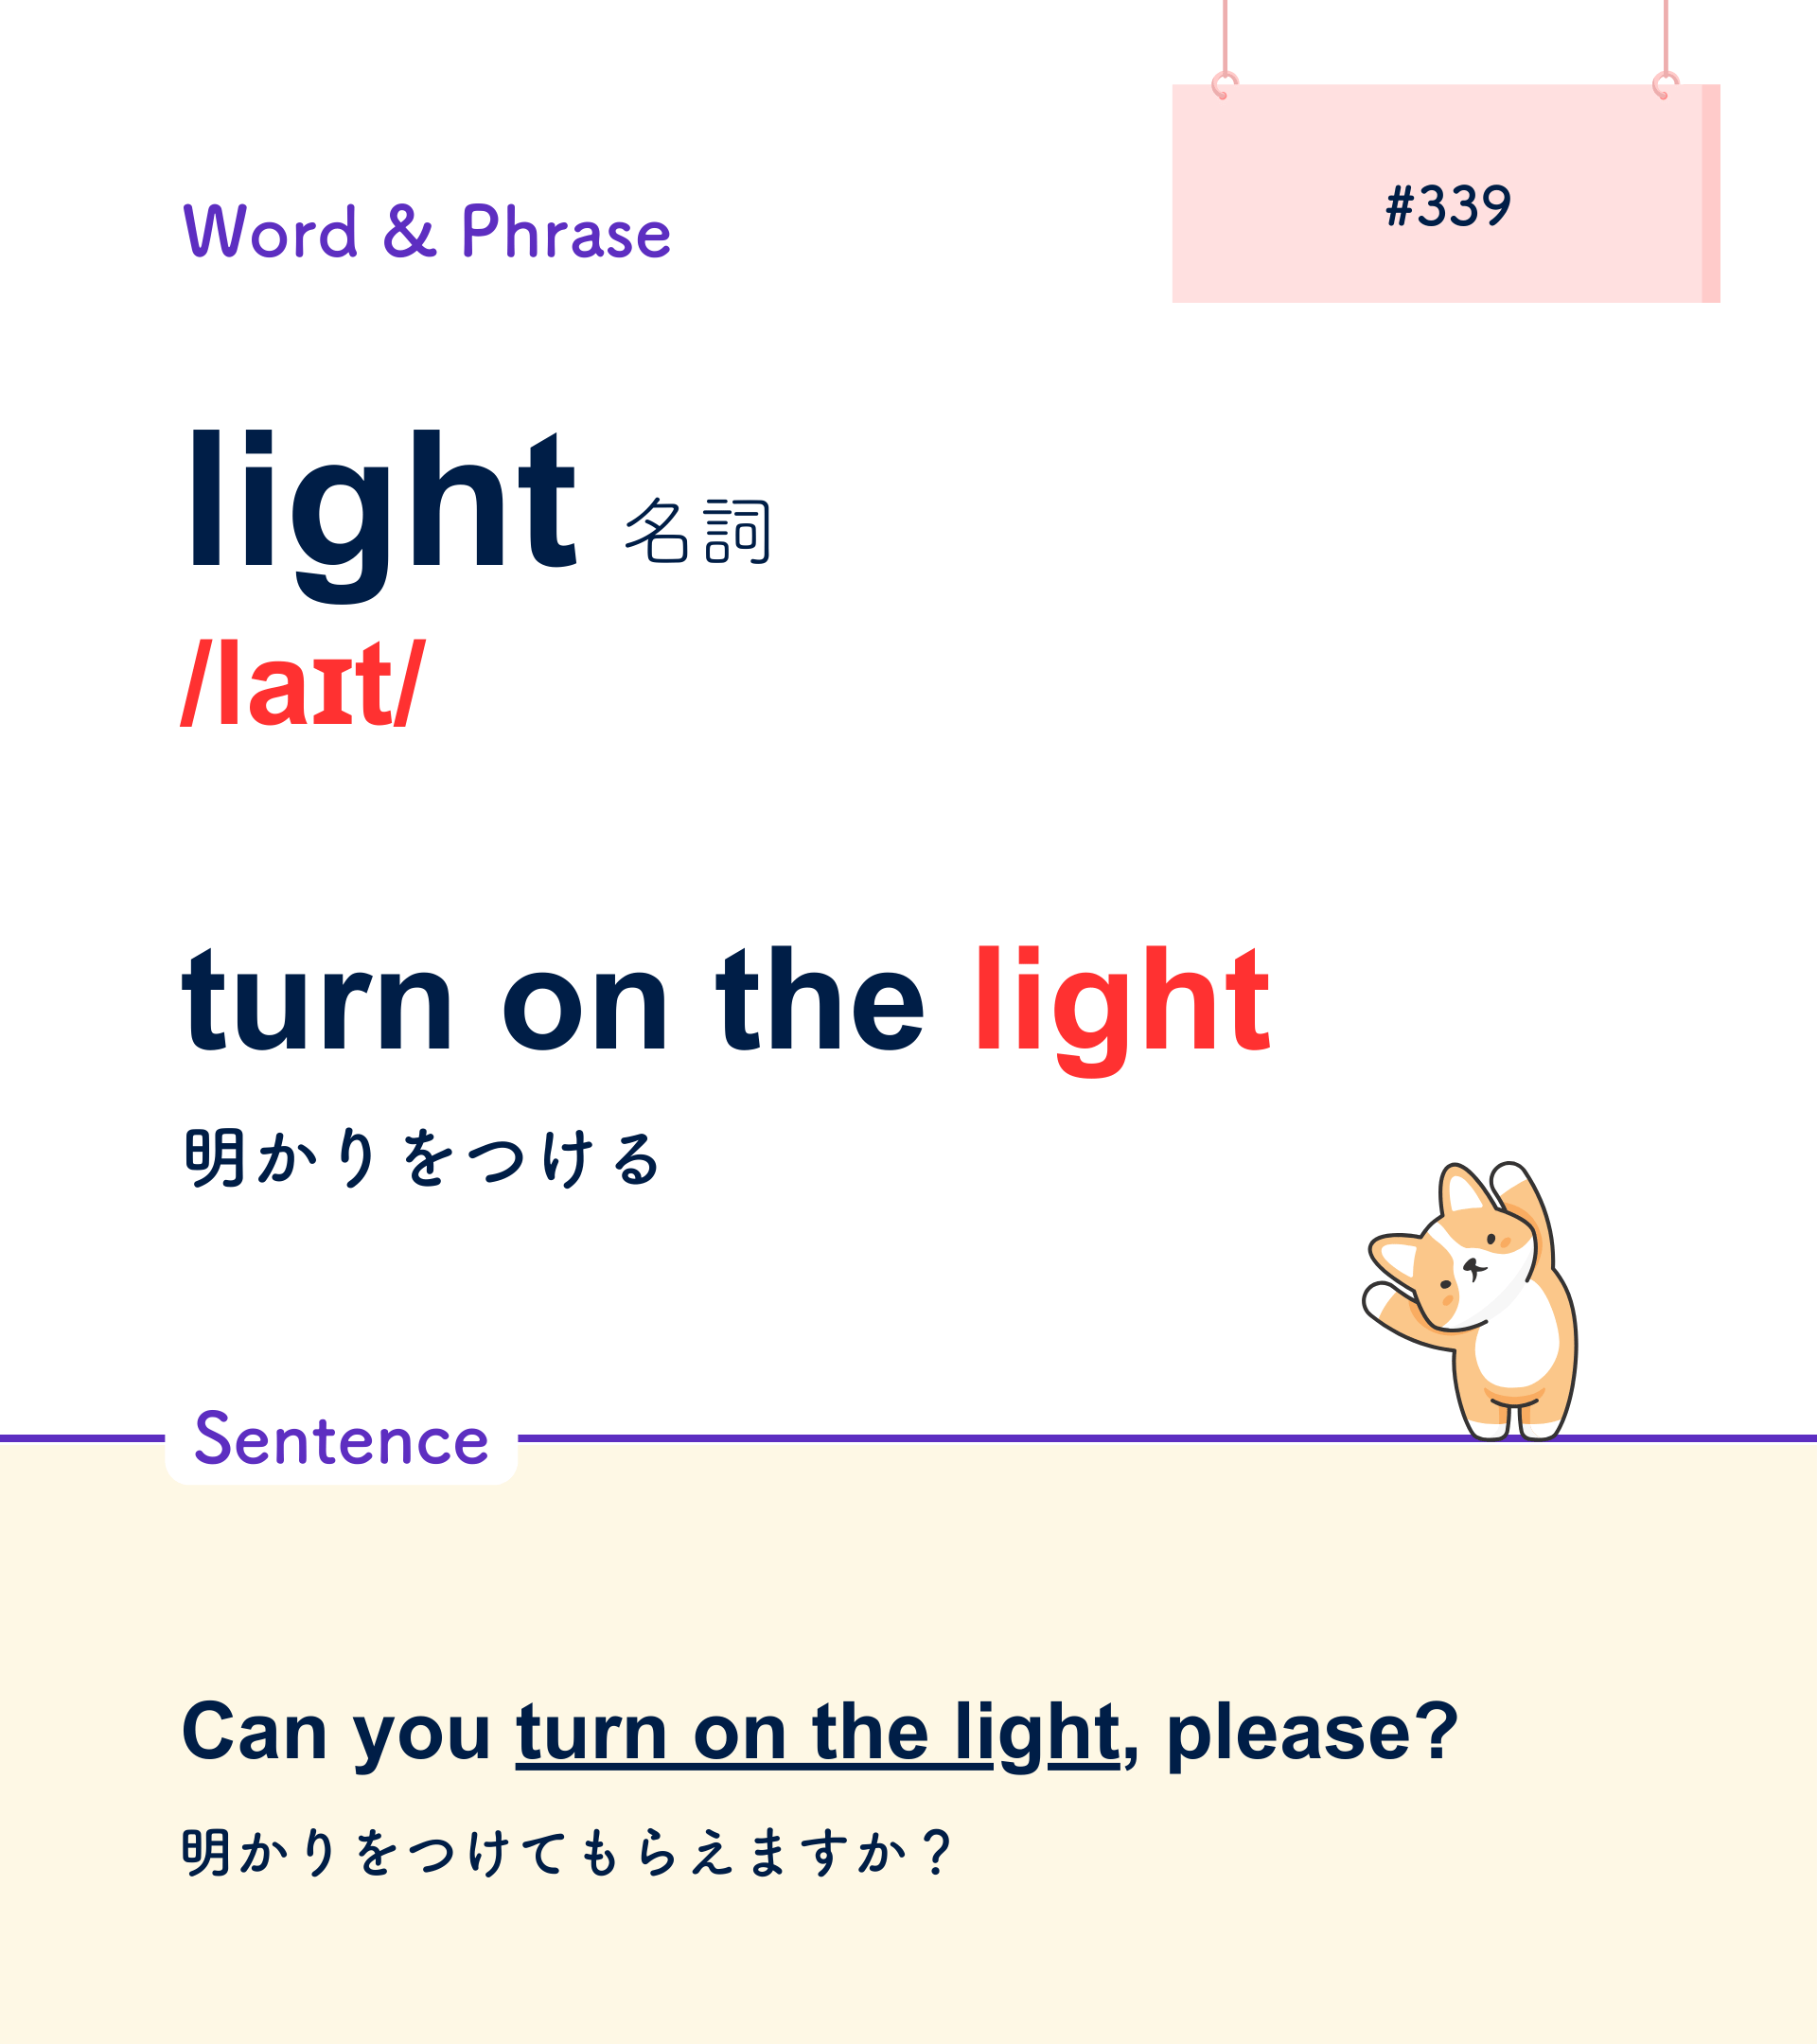 #339
Word & Phrase
light 名詞
/laɪt/
turn on the light
明かりをつける
Sentence
Can you turn on the light, please?
明かりをつけてもらえますか？